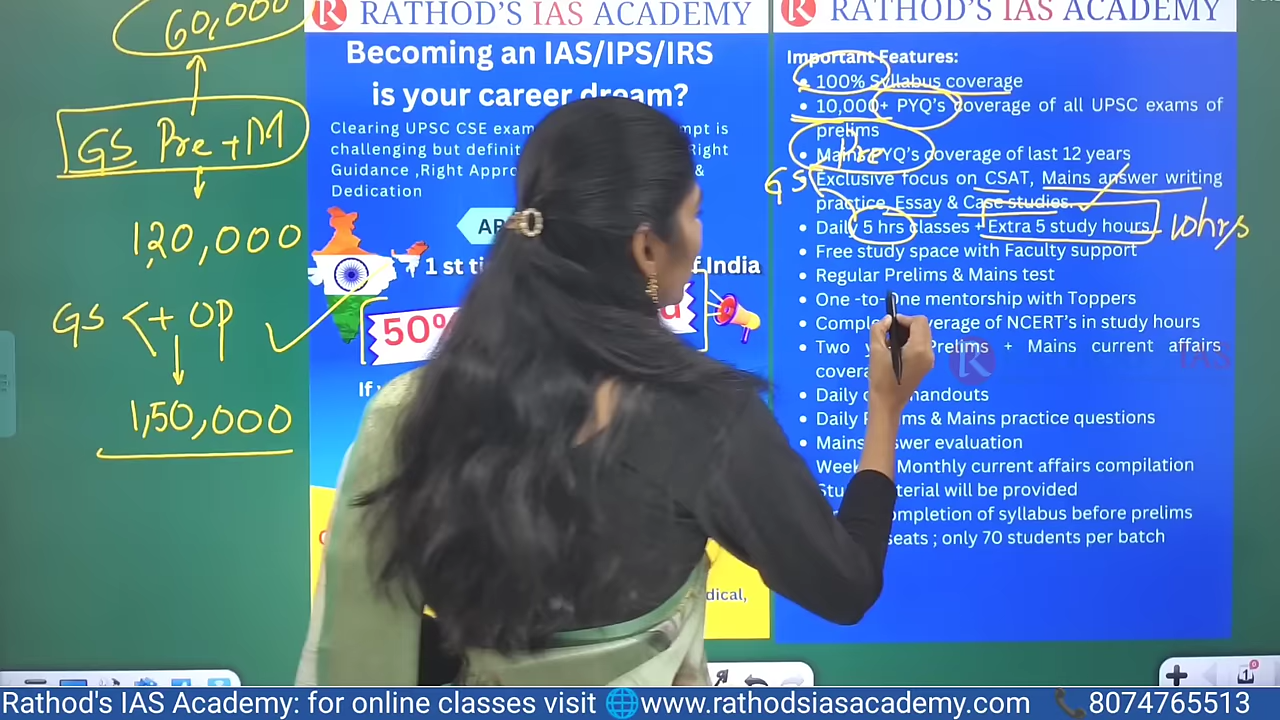 60,000
GS Pre + M
120,000
GS < + OP
1,50,000
R RATHOD'S IAS ACADEMY
Becoming an IAS/IPS/IRS
is your career dream?
Clearing UPSC CSE is
challenging but Right
Guidance ,Right &
Dedication
1 st India
50%
If
dical,
R RATHOD'S IAS ACADEMY
Important Features:
• 100% Syllabus coverage
• 10,000+ PYQ's coverage of all UPSC exams of
prelims
Pre
• Mains PYQ's coverage of last 12 years
GS
Exclusive focus on CSAT, Mains answer writing
practice, Essay & Case studies.
• Daily 5 hrs classes + Extra 5 study hours
10hrs
• Free study space with Faculty support
• Regular Prelims & Mains test
• One -to-One mentorship with Toppers
• Complete coverage of NCERT's in study hours
• Two Prelims + Mains current affairs
R IAS
• Daily handouts
• Daily & Mains practice questions
• Mains answer evaluation
Monthly current affairs compilation
will be provided
completion of syllabus before prelims
seats ; only 70 students per batch
Rathod's IAS Academy: for online classes visit 🌐www.rathodsiasacademy.com 📞8074765513